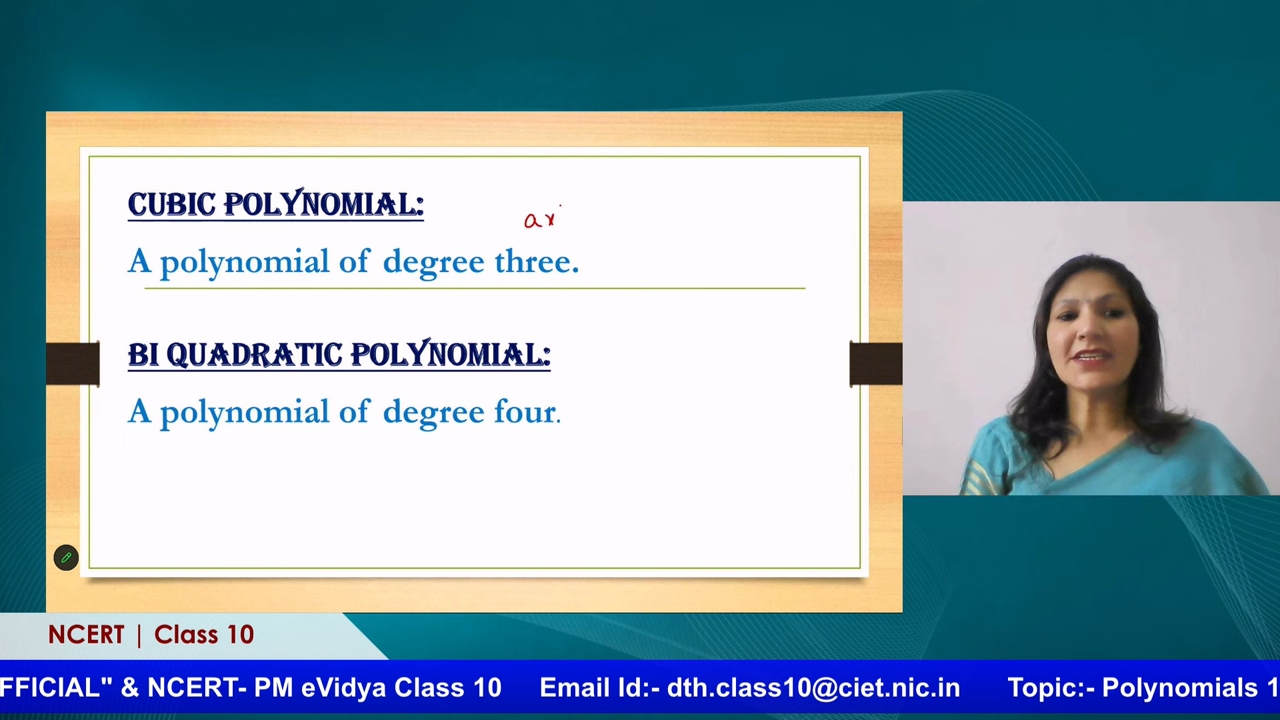 CUBIC POLYNOMIAL:
ax
A polynomial of degree three.
BI QUADRATIC POLYNOMIAL:
A polynomial of degree four.
NCERT | Class 10
FFICIAL" & NCERT- PM eVidya Class 10 Email Id:- dth.class10@ciet.nic.in Topic:- Polynomials 1